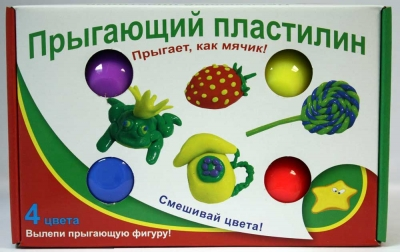 Прыгающий пластилин
Прыгает, как мячик!
Смешивай цвета!
4 цвета
Вылепи прыгающую фигуру!